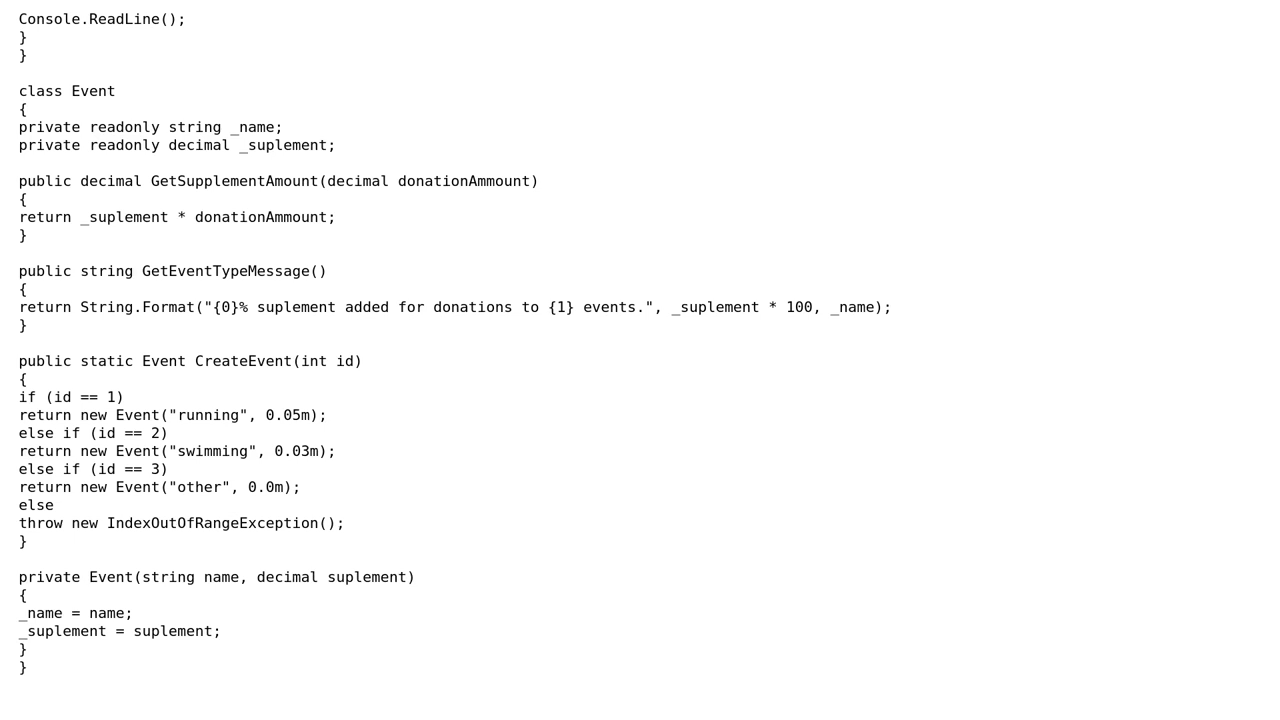 Console.ReadLine();
}
}

class Event
{
private readonly string _name;
private readonly decimal _suplement;

public decimal GetSupplementAmount(decimal donationAmmount)
{
return _suplement * donationAmmount;
}

public string GetEventTypeMessage()
{
return String.Format("{0}% suplement added for donations to {1} events.", _suplement * 100, _name);
}

public static Event CreateEvent(int id)
{
if (id == 1)
return new Event("running", 0.05m);
else if (id == 2)
return new Event("swimming", 0.03m);
else if (id == 3)
return new Event("other", 0.0m);
else
throw new IndexOutOfRangeException();
}

private Event(string name, decimal suplement)
{
_name = name;
_suplement = suplement;
}
}